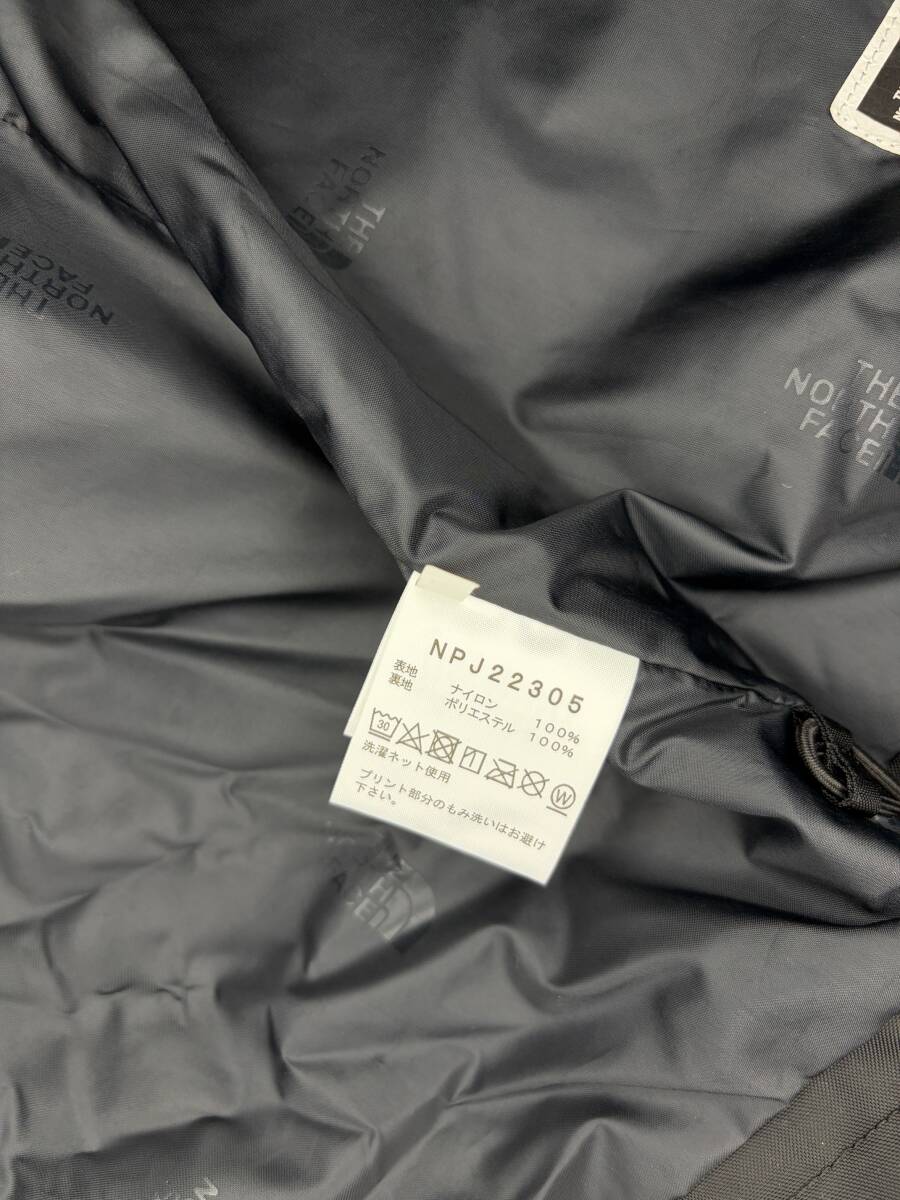 THE
NORTH
FACE
THE
NORTH
FACE
THE
NORTH
FACE
NPJ22305
表地 ナイロン 100%
裏地 ポリエステル 100%
30
W
洗濯ネット使用
プリント部分のもみ洗いはお避け
下さい。